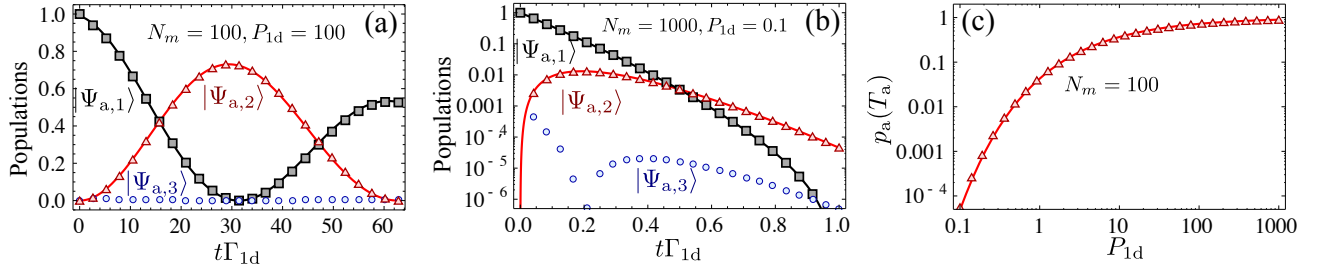 (a)
N_m = 100, P_1d = 100
|Ψ_a,1⟩
|Ψ_a,2⟩
|Ψ_a,3⟩
Populations
1.0
0.8
0.6
0.4
0.2
0.0
0 10 20 30 40 50 60
tΓ_1d
(b)
N_m = 1000, P_1d = 0.1
|Ψ_a,1⟩
|Ψ_a,2⟩
|Ψ_a,3⟩
Populations
1
0.1
0.01
0.001
10^-4
10^-5
10^-6
0.0 0.2 0.4 0.6 0.8 1.0
tΓ_1d
(c)
N_m = 100
p_a(T_a)
1
0.1
0.01
0.001
10^-4
0.1 1 10 100 1000
P_1d